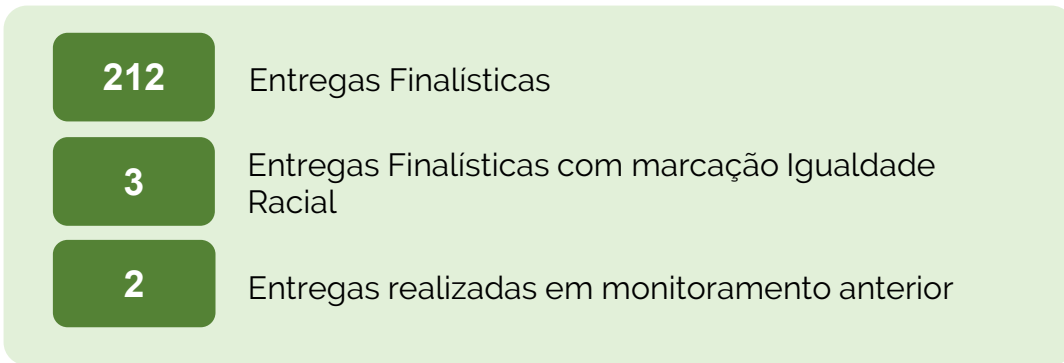 212
Entregas Finalísticas
3
Entregas Finalísticas com marcação Igualdade
Racial
2
Entregas realizadas em monitoramento anterior